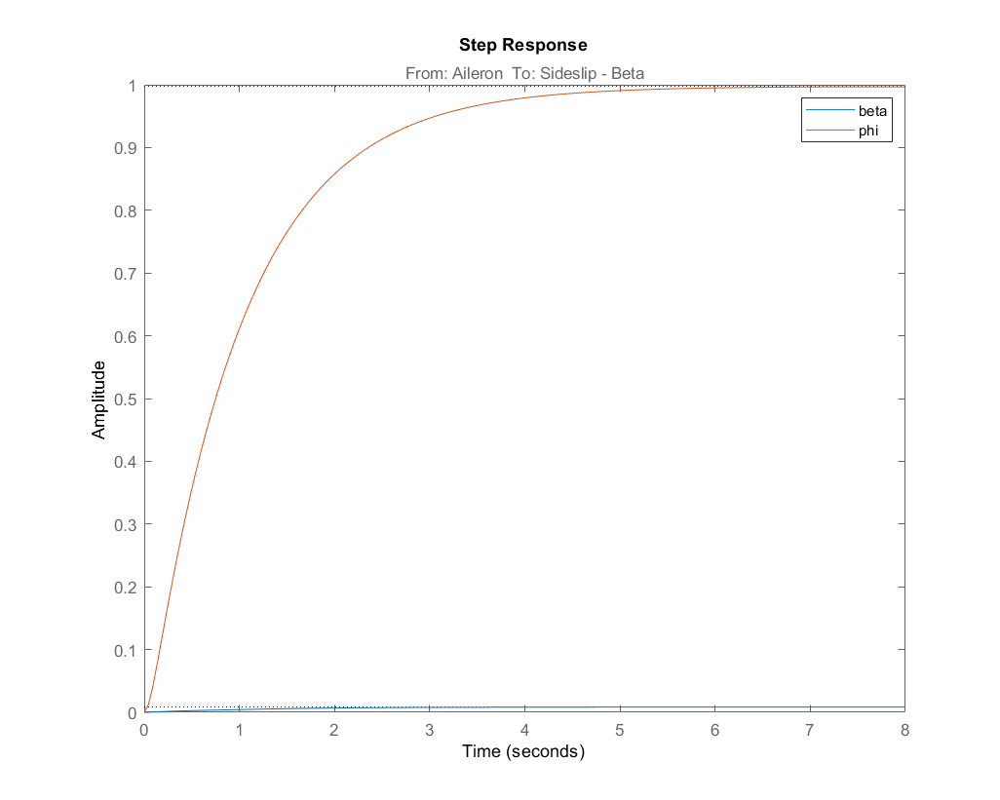 Step Response
From: Aileron  To: Sideslip - Beta
1
0.9
0.8
0.7
0.6
0.5
0.4
0.3
0.2
0.1
0
Amplitude
beta
phi
0 1 2 3 4 5 6 7 8
Time (seconds)